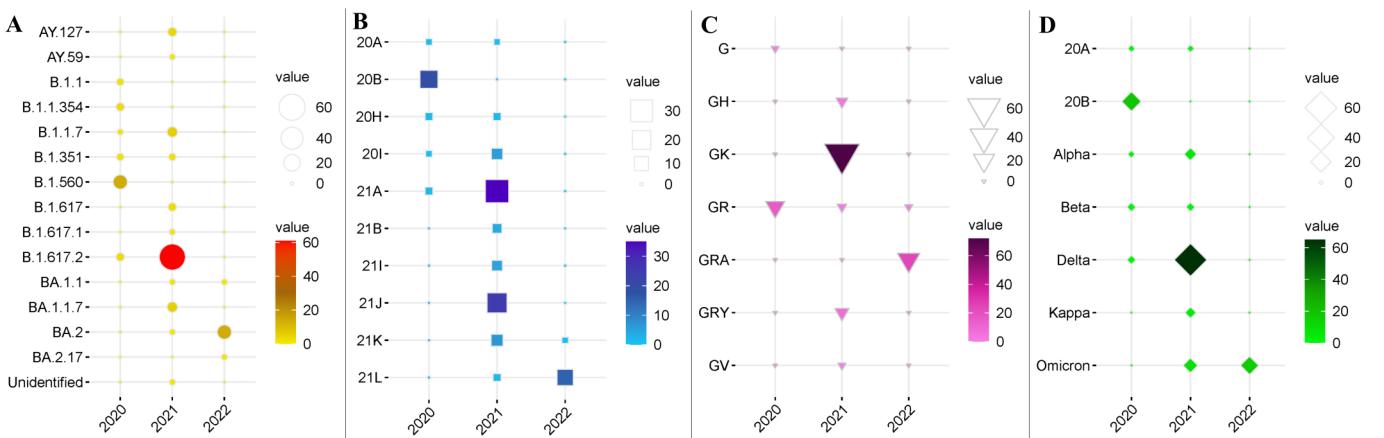 A
AY.127
AY.59
B.1.1
B.1.1.354
B.1.1.7
B.1.351
B.1.560
B.1.617
B.1.617.1
B.1.617.2
BA.1.1
BA.1.1.7
BA.2
BA.2.17
Unidentified
2020
2021
2022
value
60
40
20
0
value
60
40
20
0
B
20A
20B
20H
20I
21A
21B
21I
21J
21K
21L
2020
2021
2022
value
30
20
10
0
value
30
20
10
0
C
G
GH
GK
GR
GRA
GRY
GV
2020
2021
2022
value
60
40
20
0
value
60
40
20
0
D
20A
20B
Alpha
Beta
Delta
Kappa
Omicron
2020
2021
2022
value
60
40
20
0
value
60
40
20
0